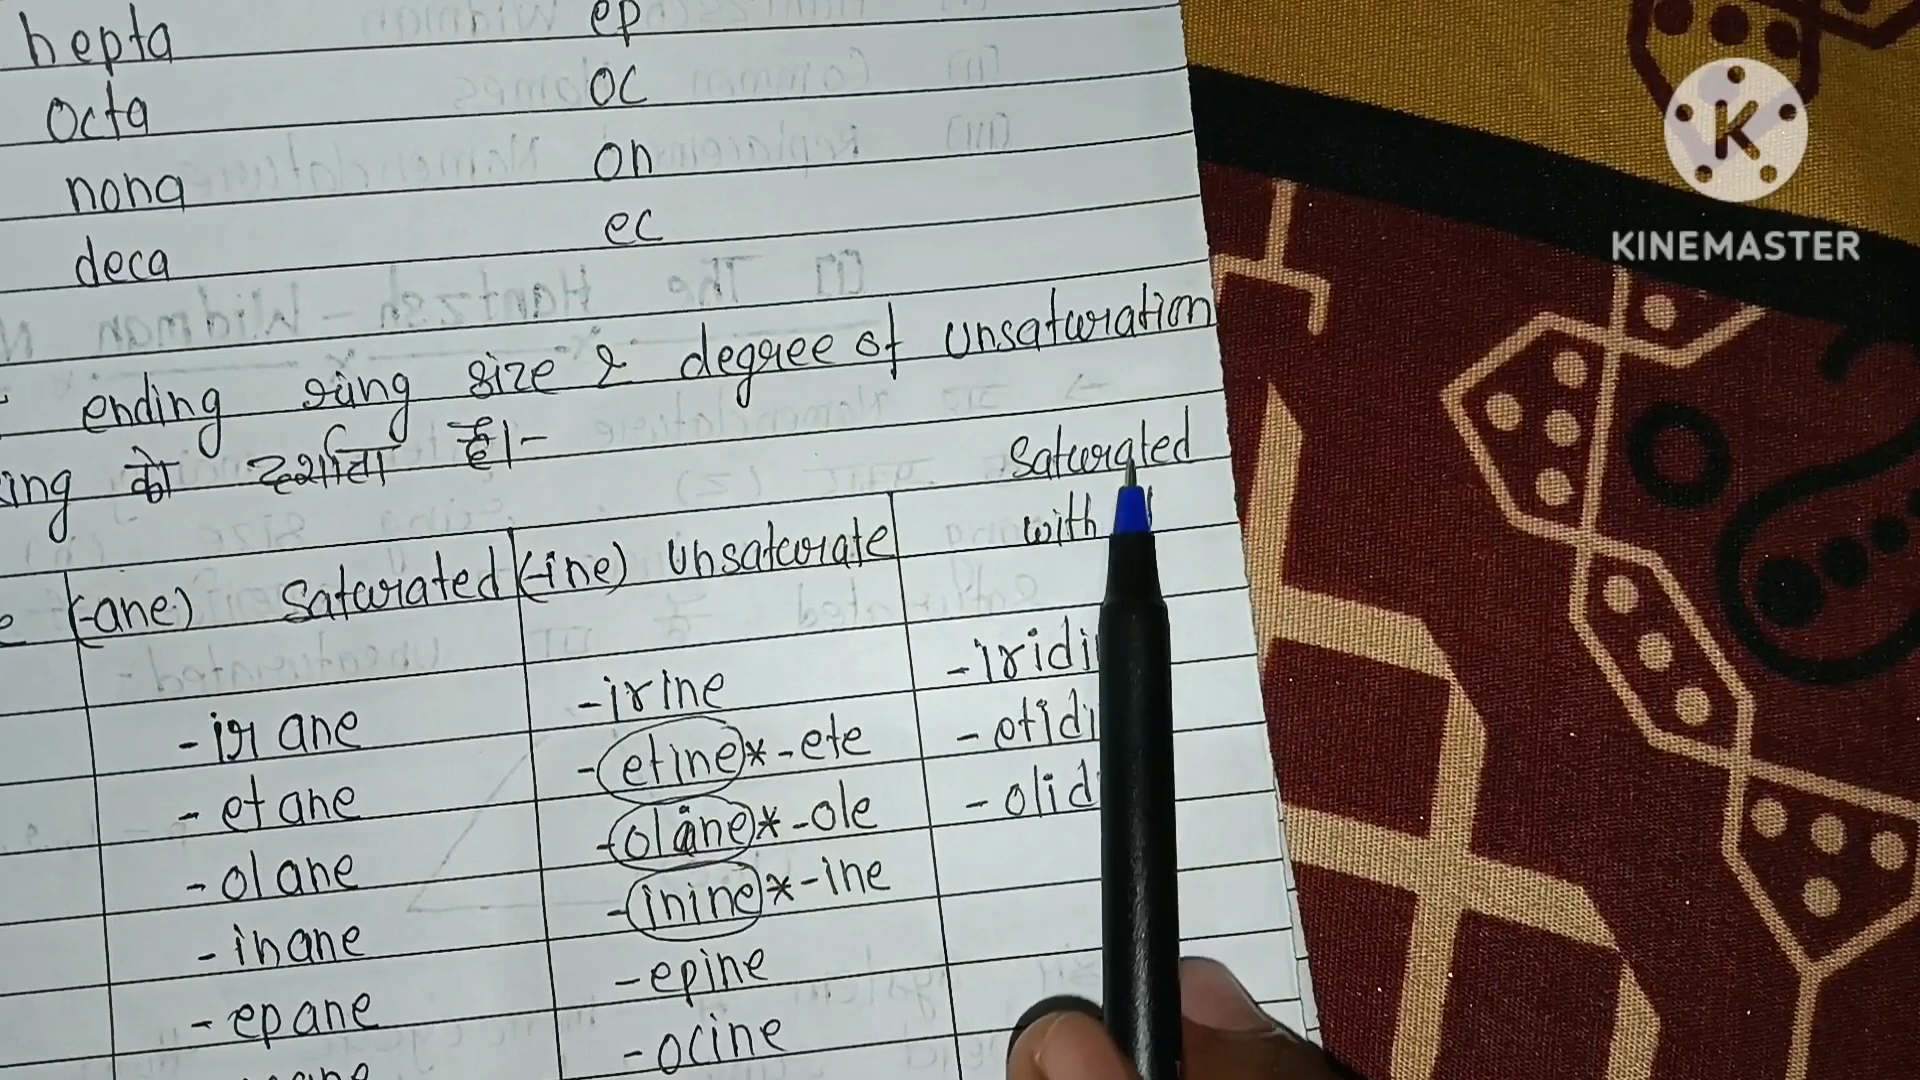 hepta ep
octa oc
nona on
deca ec
ending ring size & degree of unsaturation
ing को दर्शाता है।-
saturated
(-ane) saturated (-ine) unsaturate with N
-irane -irine -iridi
-etane -etine *-ete -etidi
-olane -olane *-ole -olid
-inane -inine *-ine
-epane -epine
-ocine
KINEMASTER